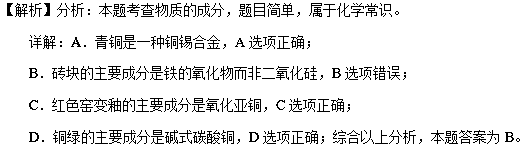 【解析】分析：本题考查物质的成分，题目简单，属于化学常识。
详解：A．青铜是一种铜锡合金，A 选项正确；
B．砖块的主要成分是铁的氧化物而非二氧化硅，B 选项错误；
C．红色窑变釉的主要成分是氧化亚铜，C 选项正确；
D．铜绿的主要成分是碱式碳酸铜，D 选项正确；综合以上分析，本题答案为 B。